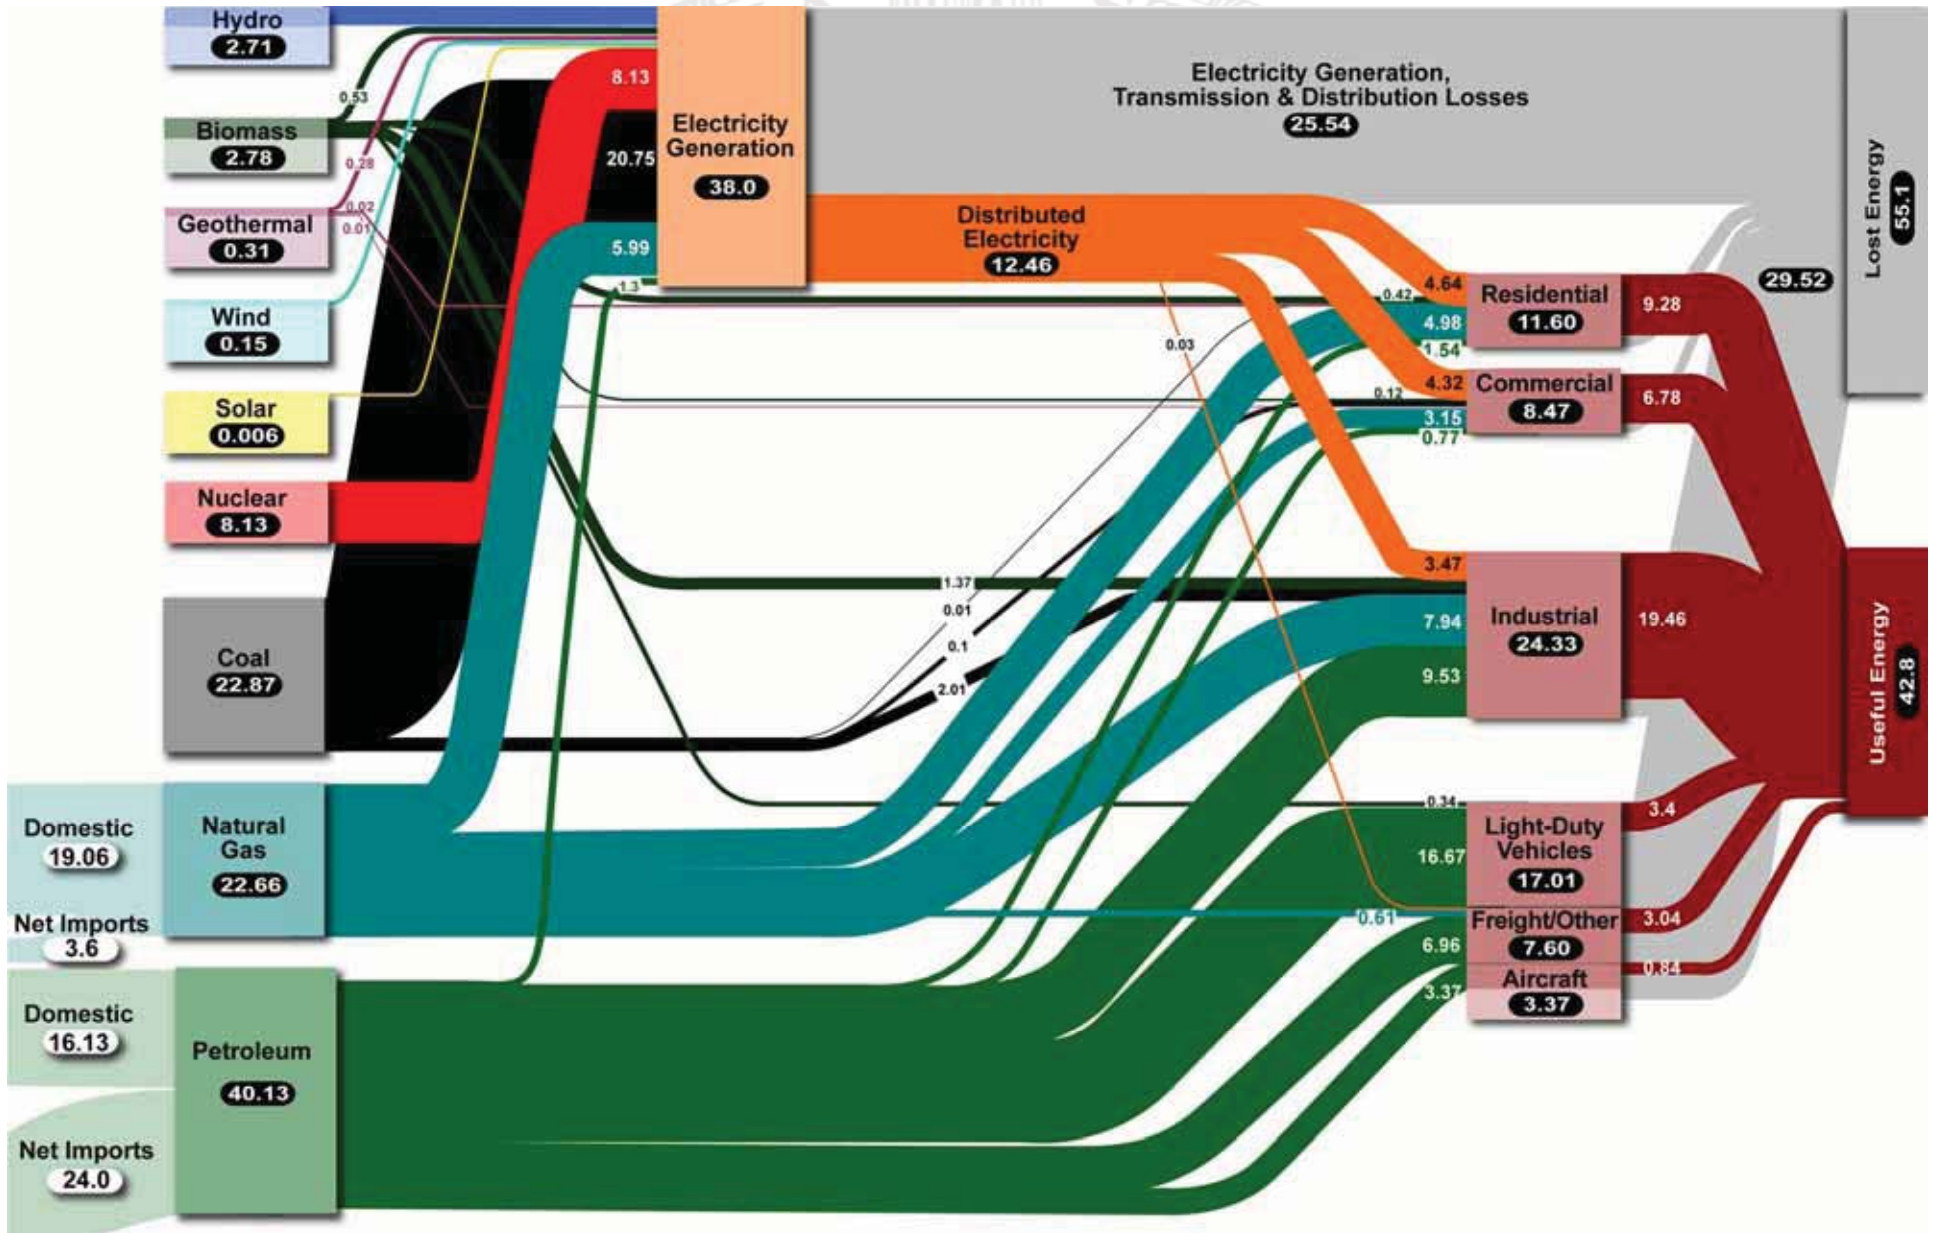 Hydro
2.71
Biomass
2.78
Geothermal
0.31
Wind
0.15
Solar
0.006
Nuclear
8.13
Coal
22.87
Domestic
19.06
Net Imports
3.6
Natural
Gas
22.66
Domestic
16.13
Net Imports
24.0
Petroleum
40.13
0.53
0.28
0.02
0.01
8.13
20.75
5.99
1.3
Electricity
Generation
38.0
Electricity Generation,
Transmission & Distribution Losses
25.54
Distributed
Electricity
12.46
0.03
1.37
0.01
0.1
2.01
4.64
0.42
4.98
1.54
4.32
0.12
3.15
0.77
3.47
7.94
9.53
0.34
16.67
0.61
6.96
3.37
Residential
11.60
Commercial
8.47
Industrial
24.33
Light-Duty
Vehicles
17.01
Freight/Other
7.60
Aircraft
3.37
9.28
6.78
19.46
3.4
3.04
0.84
29.52
Lost Energy
55.1
Useful Energy
42.8